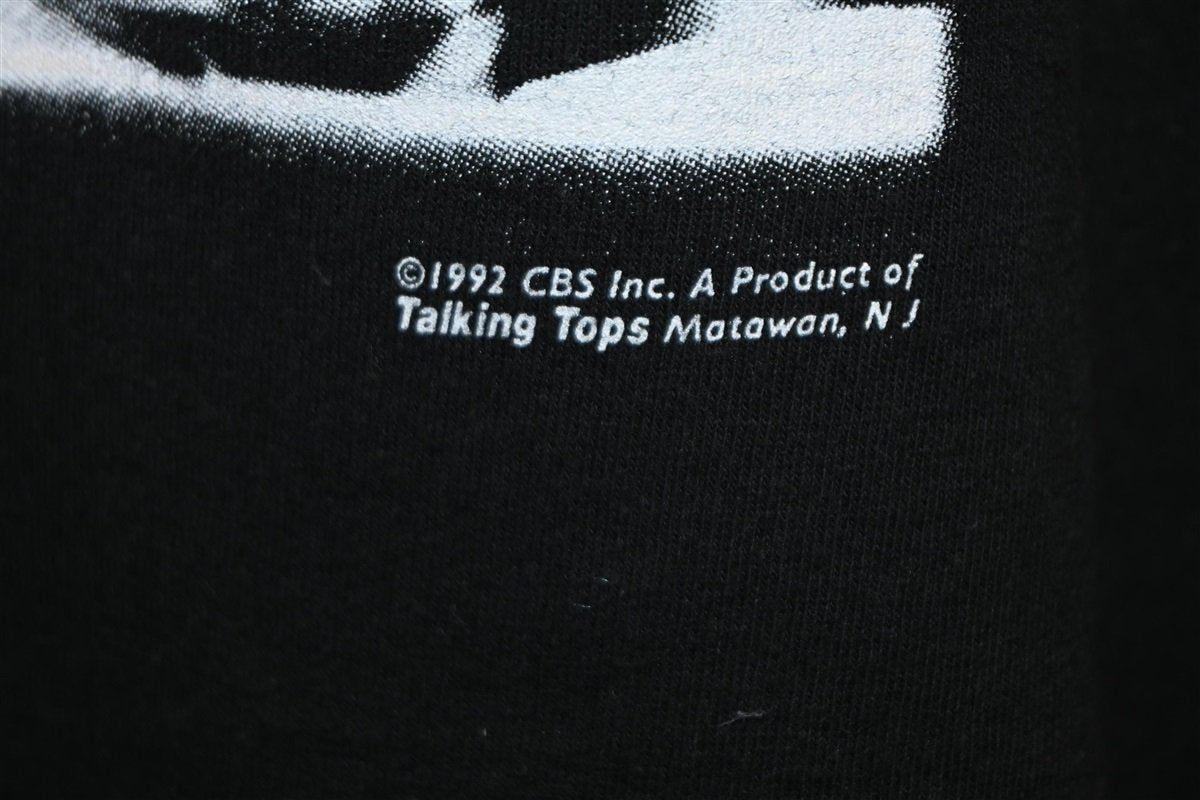 ©1992 CBS Inc. A Product of
Talking Tops Matawan, N J